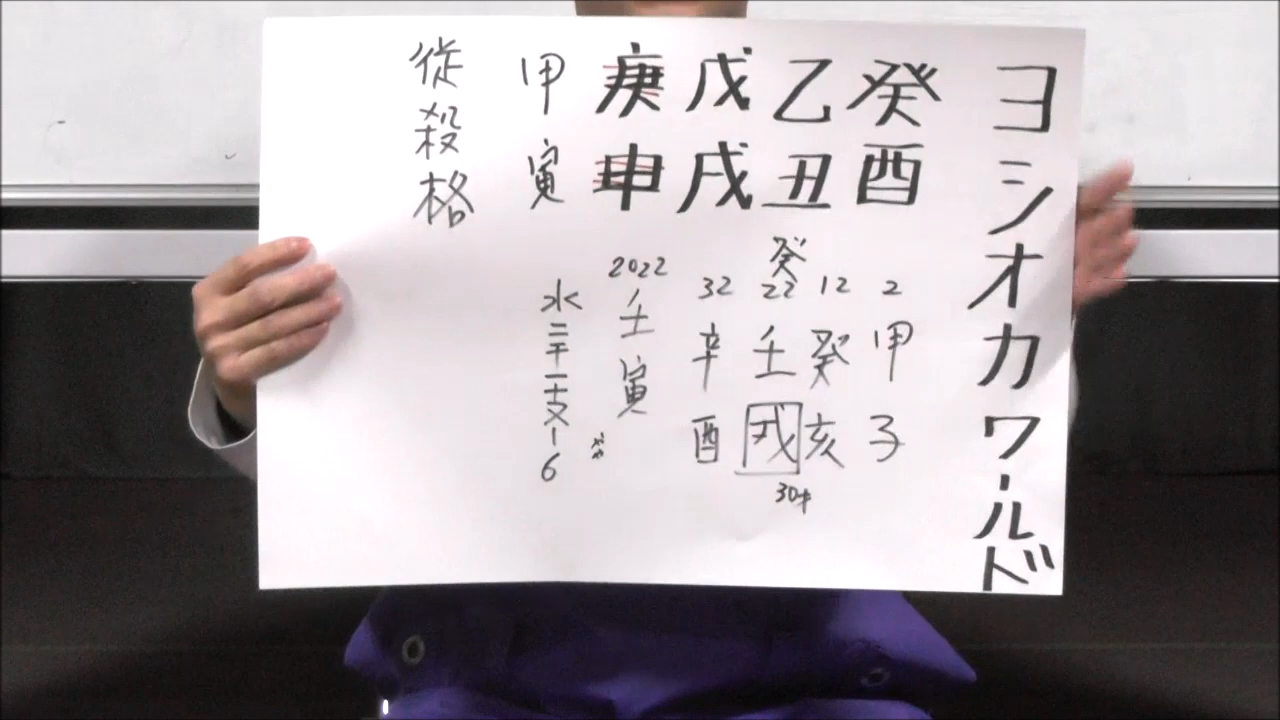 ヨシオカワールド
癸酉
乙丑
戊戌
庚申
甲寅
従殺格
2 甲子
12 癸亥
癸
22 壬戌
30才
32 辛酉
2022 壬寅
水二干一支-6